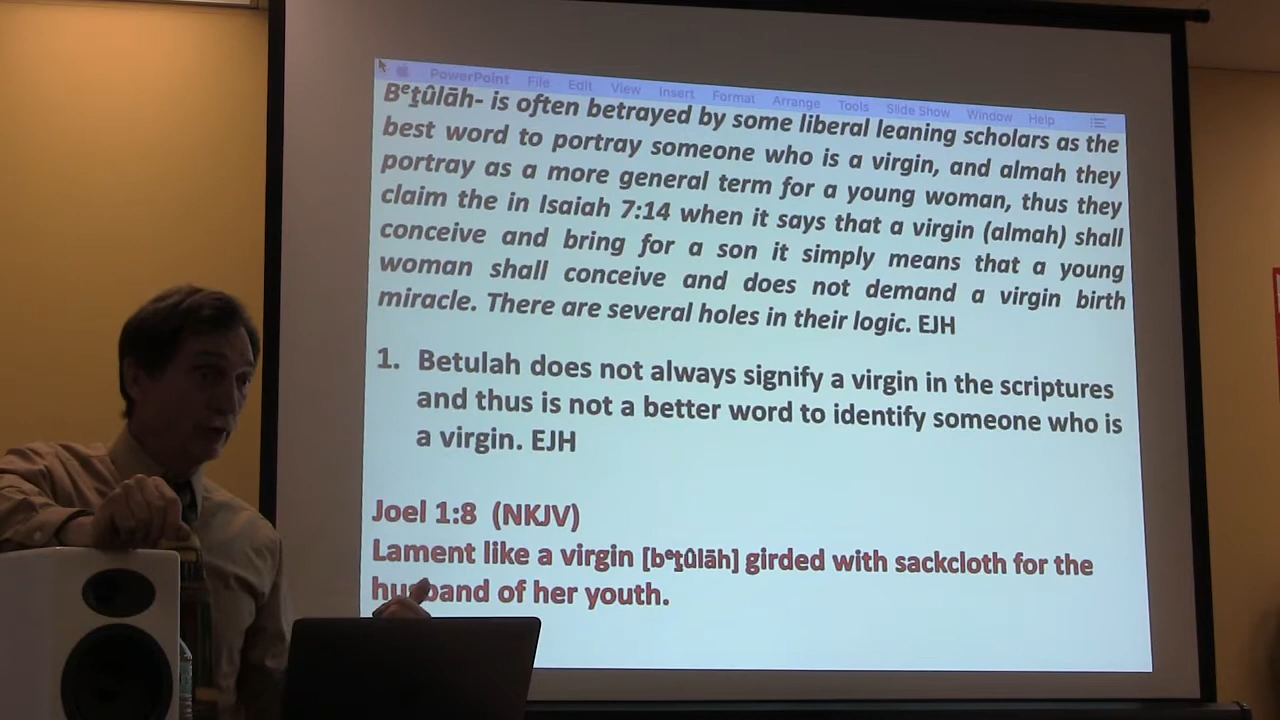 PowerPoint File Edit View Insert Format Arrange Tools Slide Show Window Help
Bᵉṯûlāh- is often betrayed by some liberal leaning scholars as the
best word to portray someone who is a virgin, and almah they
portray as a more general term for a young woman, thus they
claim the in Isaiah 7:14 when it says that a virgin (almah) shall
conceive and bring for a son it simply means that a young
woman shall conceive and does not demand a virgin birth
miracle. There are several holes in their logic. EJH
1. Betulah does not always signify a virgin in the scriptures
and thus is not a better word to identify someone who is
a virgin. EJH
Joel 1:8 (NKJV)
Lament like a virgin [bᵉṯûlāh] girded with sackcloth for the
husband of her youth.